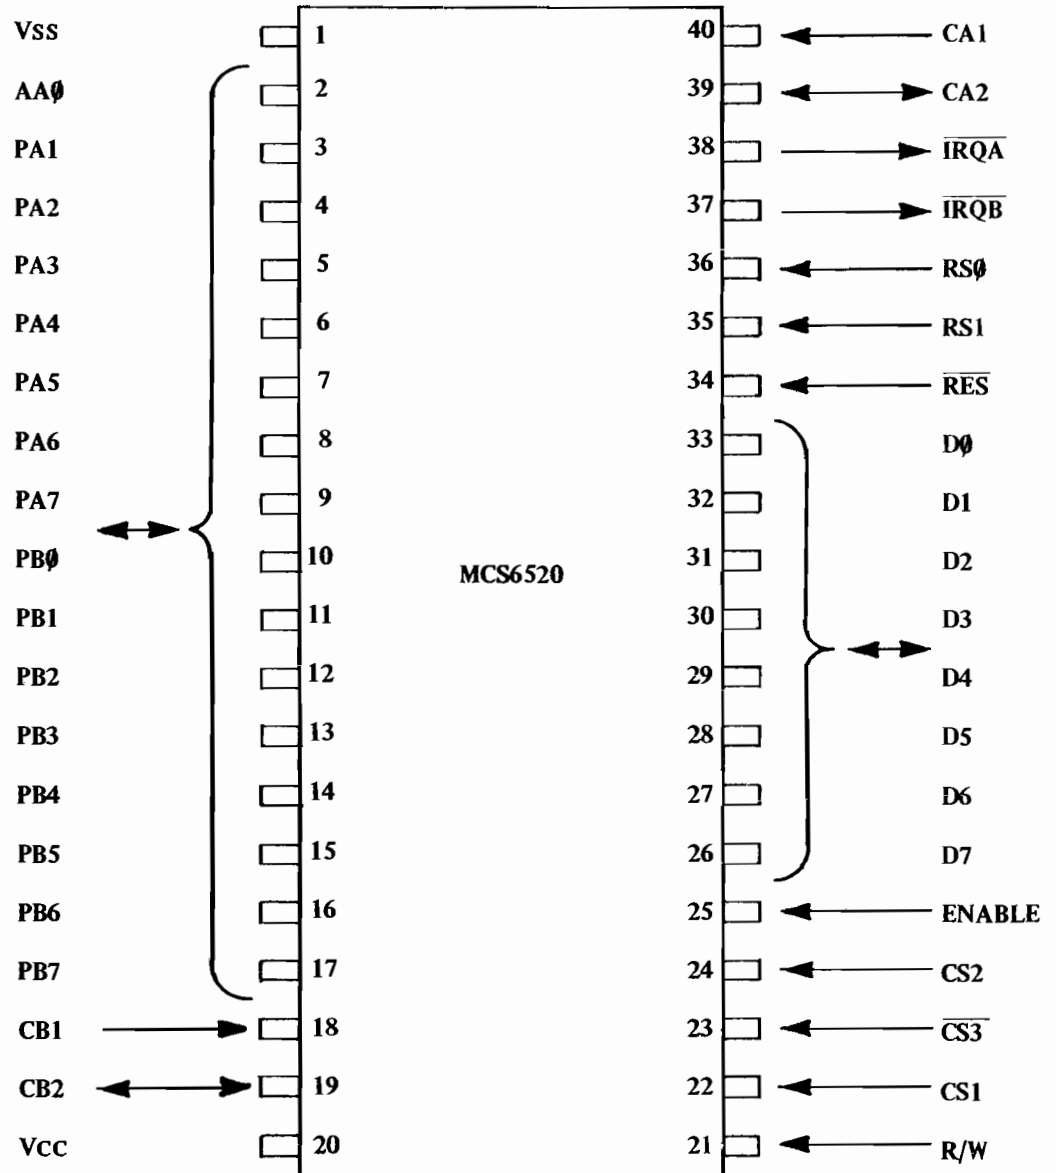 Vss 1 40 CA1
AAØ 2 39 CA2
PA1 3 38 I̅R̅Q̅A̅
PA2 4 37 I̅R̅Q̅B̅
PA3 5 36 RSØ
PA4 6 35 RS1
PA5 7 34 R̅E̅S̅
PA6 8 33 DØ
PA7 9 32 D1
PBØ 10 31 D2
MCS6520
PB1 11 30 D3
PB2 12 29 D4
PB3 13 28 D5
PB4 14 27 D6
PB5 15 26 D7
PB6 16 25 ENABLE
PB7 17 24 CS2
CB1 18 23 C̅S̅3̅
CB2 19 22 CS1
Vcc 20 21 R/W